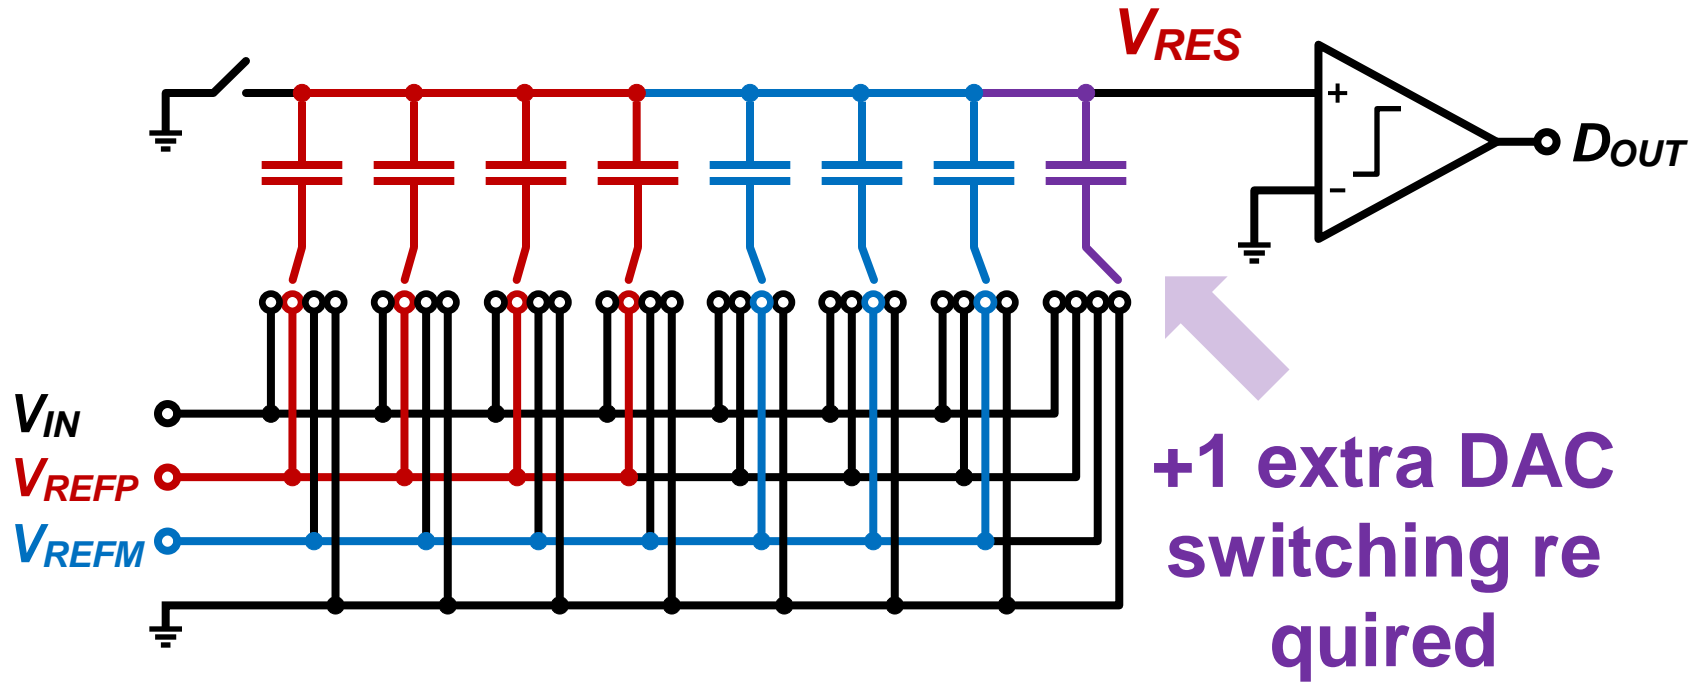 VRES
+
-
DOUT
VIN
VREFP
VREFM
+1 extra DAC
switching re
quired